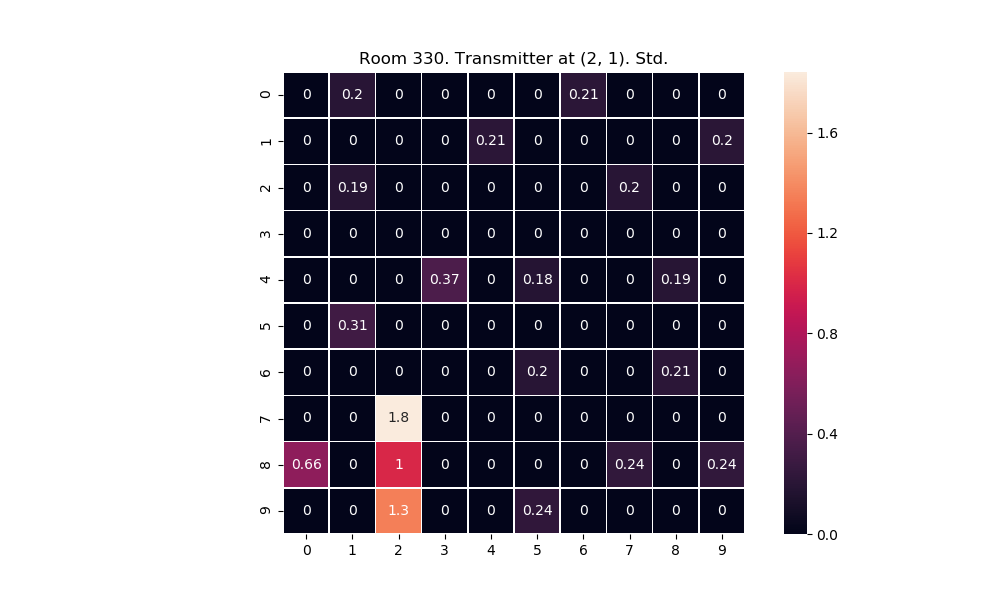 Room 330. Transmitter at (2, 1). Std.
0 0 0.2 0 0 0 0 0.21 0 0 0
1 0 0 0 0 0.21 0 0 0 0 0.2
2 0 0.19 0 0 0 0 0 0.2 0 0
3 0 0 0 0 0 0 0 0 0 0
4 0 0 0 0.37 0 0.18 0 0 0.19 0
5 0 0.31 0 0 0 0 0 0 0 0
6 0 0 0 0 0 0.2 0 0 0.21 0
7 0 0 1.8 0 0 0 0 0 0 0
8 0.66 0 1 0 0 0 0 0.24 0 0.24
9 0 0 1.3 0 0 0.24 0 0 0 0
0 1 2 3 4 5 6 7 8 9
1.6
1.2
0.8
0.4
0.0